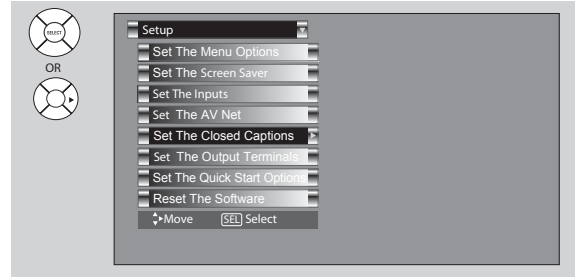 SELECT
OR
Setup
Set The Menu Options
Set The Screen Saver
Set The Inputs
Set The AV Net
Set The Closed Captions
Set The Output Terminals
Set The Quick Start Options
Reset The Software
Move SEL Select